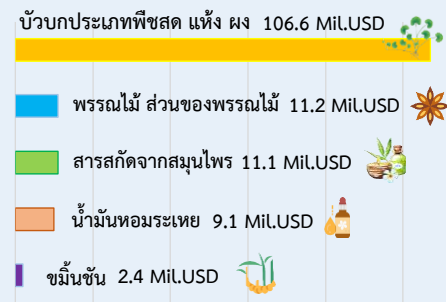 บัวบกประเภทพืชสด แห้ง ผง 106.6 Mil.USD
พรรณไม้ ส่วนของพรรณไม้ 11.2 Mil.USD
สารสกัดจากสมุนไพร 11.1 Mil.USD
น้ำมันหอมระเหย 9.1 Mil.USD
ขมิ้นชัน 2.4 Mil.USD